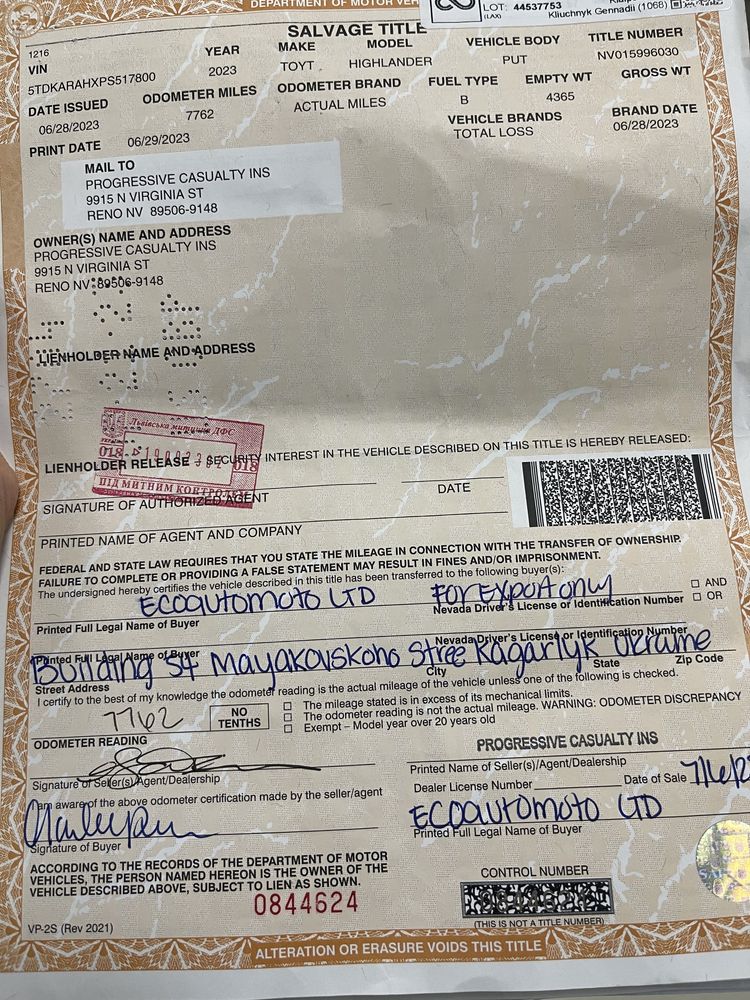 DEPARTMENT OF MOTOR
LOT: 44537753
(LAX)
Kliuchnyk Gennadii (1068)
SALVAGE TITLE
1216
VIN YEAR MAKE MODEL VEHICLE BODY TITLE NUMBER
5TDKARAHXPS517800 2023 TOYT HIGHLANDER PUT NV015996030
DATE ISSUED ODOMETER MILES ODOMETER BRAND FUEL TYPE EMPTY WT GROSS WT
06/28/2023 7762 ACTUAL MILES B 4365
VEHICLE BRANDS BRAND DATE
PRINT DATE 06/29/2023 TOTAL LOSS 06/28/2023
MAIL TO
PROGRESSIVE CASUALTY INS
9915 N VIRGINIA ST
RENO NV 89506-9148
OWNER(S) NAME AND ADDRESS
PROGRESSIVE CASUALTY INS
9915 N VIRGINIA ST
RENO NV 89506-9148
LIENHOLDER NAME AND ADDRESS
Львівська митниця ДФС
ПІД МИТНИМ КОНТРОЛЕМ
LIENHOLDER RELEASE - SECURITY INTEREST IN THE VEHICLE DESCRIBED ON THIS TITLE IS HEREBY RELEASED:
SIGNATURE OF AUTHORIZED AGENT DATE
PRINTED NAME OF AGENT AND COMPANY
FEDERAL AND STATE LAW REQUIRES THAT YOU STATE THE MILEAGE IN CONNECTION WITH THE TRANSFER OF OWNERSHIP.
FAILURE TO COMPLETE OR PROVIDING A FALSE STATEMENT MAY RESULT IN FINES AND/OR IMPRISONMENT.
The undersigned hereby certifies the vehicle described in this title has been transferred to the following buyer(s):
ECOautomoto LTD For Export only
AND
Printed Full Legal Name of Buyer Nevada Driver's License or Identification Number OR
Printed Full Legal Name of Buyer Nevada Driver's License or Identification Number
Building 54 Mayakovskoho Stree Kagarlyk Ukraine
Street Address City State Zip Code
I certify to the best of my knowledge the odometer reading is the actual mileage of the vehicle unless one of the following is checked.
7762 NO TENTHS
The mileage stated is in excess of its mechanical limits.
The odometer reading is not the actual mileage. WARNING: ODOMETER DISCREPANCY
Exempt – Model year over 20 years old
ODOMETER READING
PROGRESSIVE CASUALTY INS
Signature of Seller(s)/Agent/Dealership Printed Name of Seller(s)/Agent/Dealership
Dealer License Number Date of Sale
I am aware of the above odometer certification made by the seller/agent
ECOautomoto LTD
Signature of Buyer Printed Full Legal Name of Buyer
ACCORDING TO THE RECORDS OF THE DEPARTMENT OF MOTOR
VEHICLES, THE PERSON NAMED HEREON IS THE OWNER OF THE
VEHICLE DESCRIBED ABOVE, SUBJECT TO LIEN AS SHOWN.
CONTROL NUMBER
0844624
(THIS IS NOT A TITLE NUMBER)
VP-2S (Rev 2021)
ALTERATION OR ERASURE VOIDS THIS TITLE